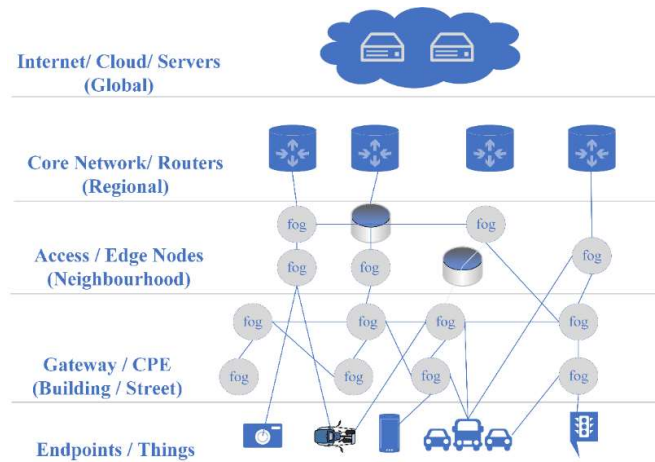 Internet/ Cloud/ Servers
(Global)
Core Network/ Routers
(Regional)
fog fog
Access / Edge Nodes
(Neighbourhood)
fog
fog fog
fog fog fog fog
Gateway / CPE
(Building / Street)
fog fog fog fog
Endpoints / Things